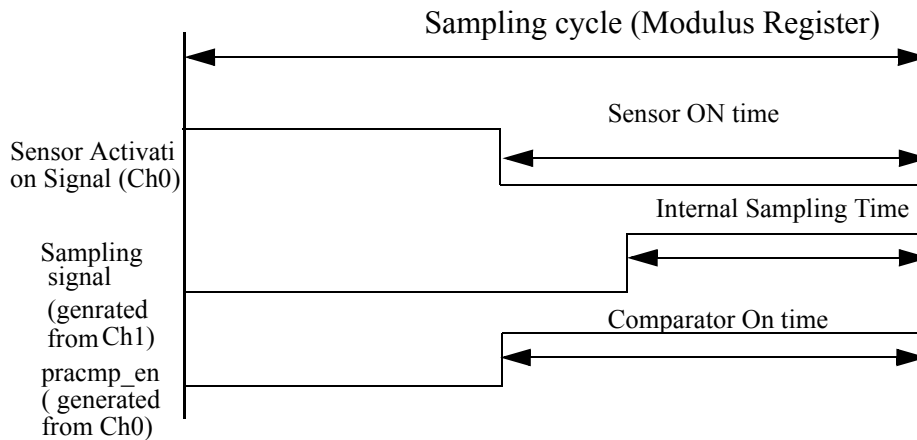 Sampling cycle (Modulus Register)
Sensor ON time
Sensor Activati
on Signal (Ch0)
Internal Sampling Time
Sampling
signal
(genrated
from Ch1)
Comparator On time
pracmp_en
( generated
from Ch0)